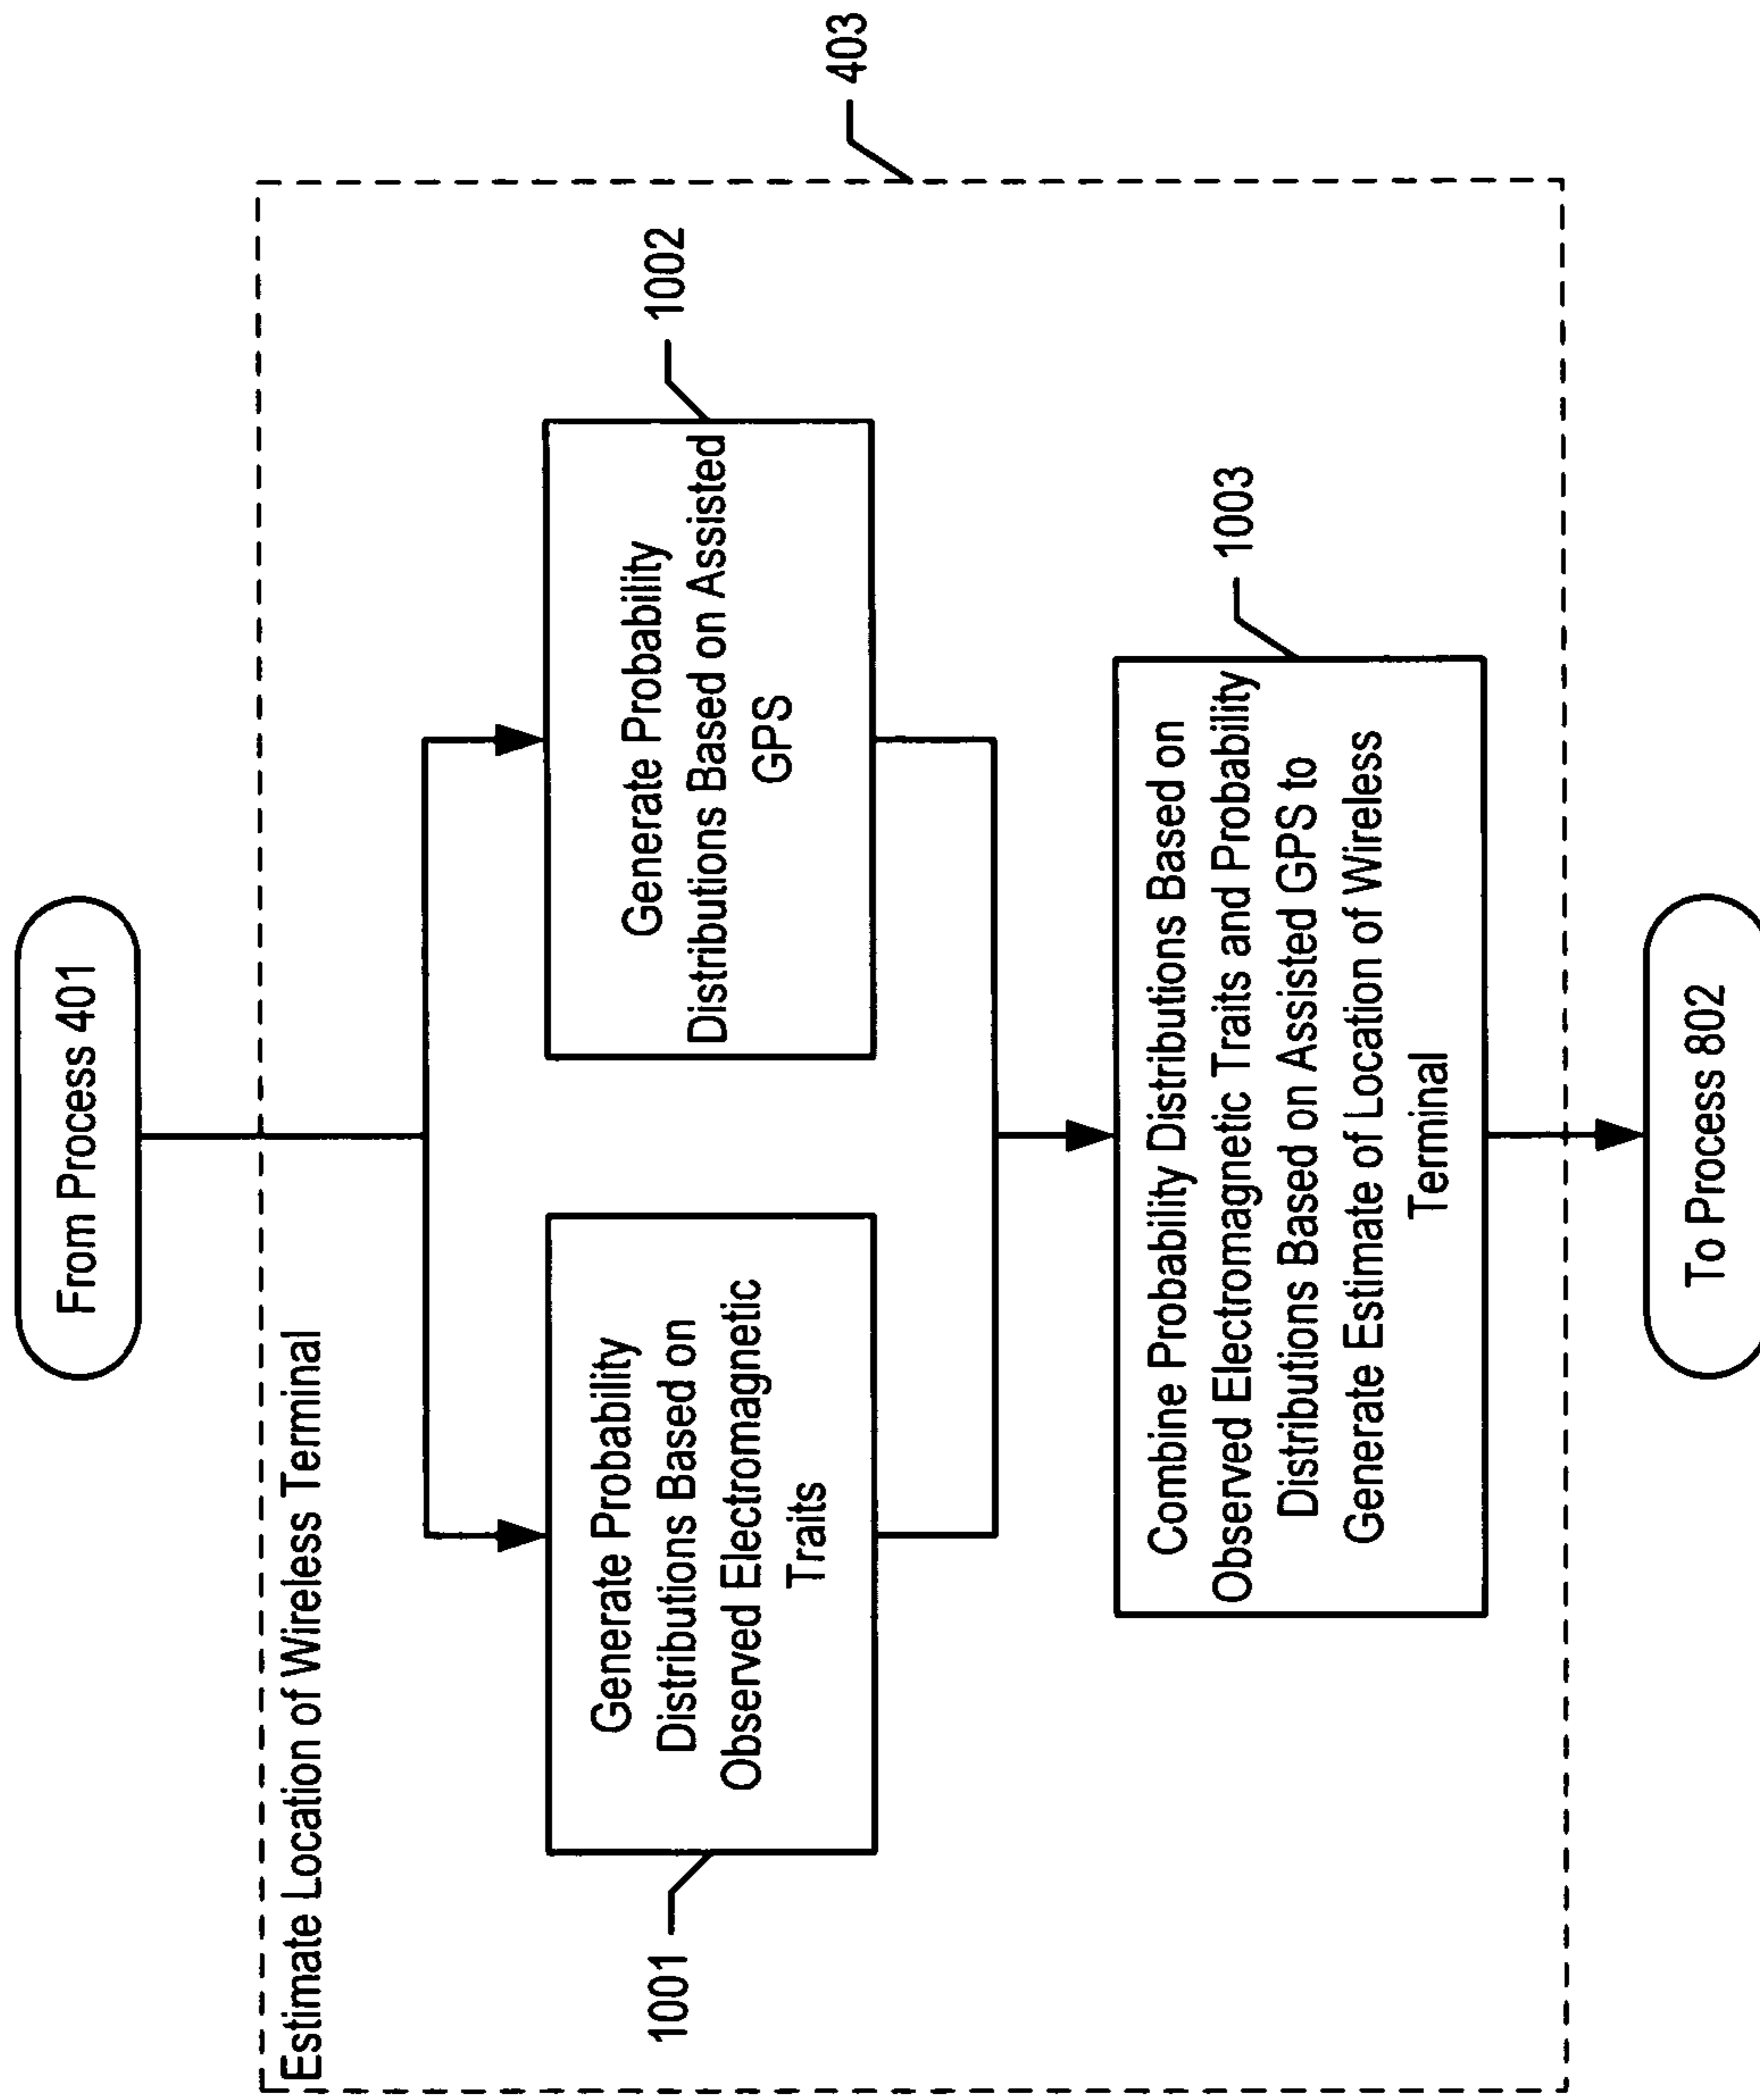 From Process 401
Estimate Location of Wireless Terminal
403
1001
Generate Probability
Distributions Based on
Observed Electromagnetic
Traits
1002
Generate Probability
Distributions Based on Assisted
GPS
1003
Combine Probability Distributions Based on
Observed Electromagnetic Traits and Probability
Distributions Based on Assisted GPS to
Generate Estimate of Location of Wireless
Terminal
To Process 802